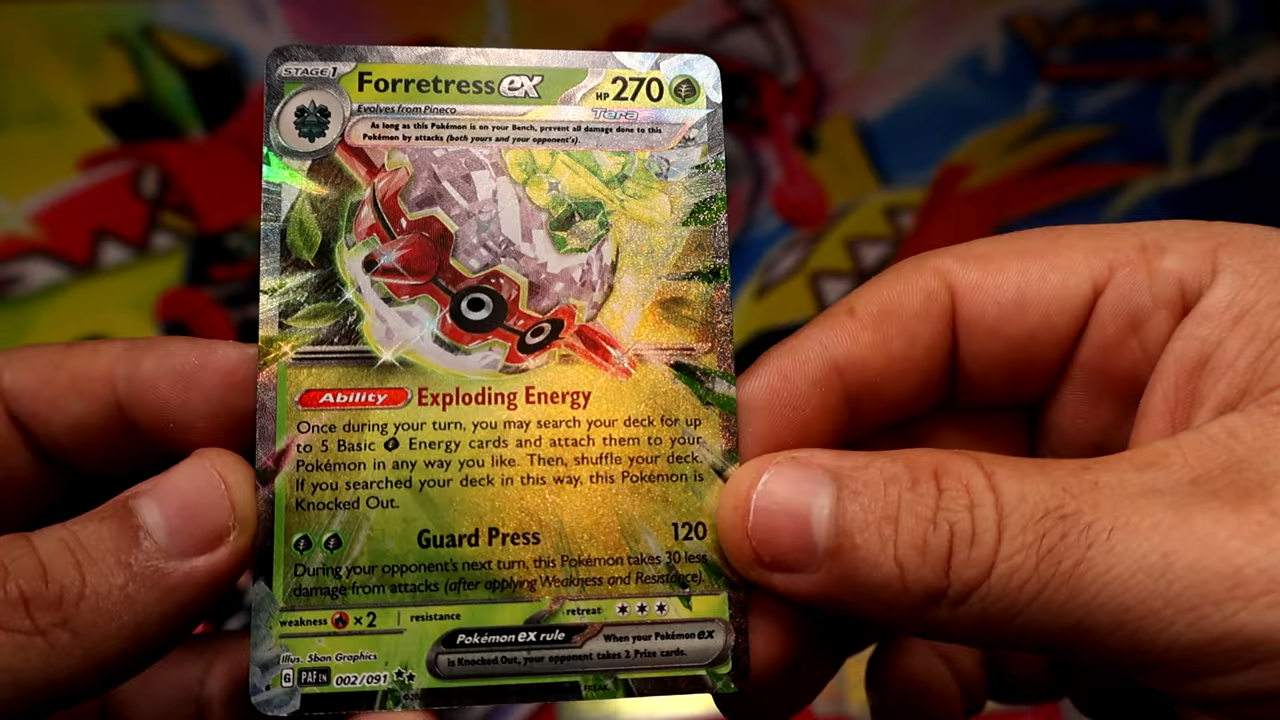 STAGE 1
Forretress ex
HP 270
Evolves from Pineco
Tera
As long as this Pokémon is on your Bench, prevent all damage done to this
Pokémon by attacks (both yours and your opponent's).
Ability Exploding Energy
Once during your turn, you may search your deck for up
to 5 Basic Energy cards and attach them to your
Pokémon in any way you like. Then, shuffle your deck.
If you searched your deck in this way, this Pokémon is
Knocked Out.
Guard Press 120
During your opponent's next turn, this Pokémon takes 30 less
damage from attacks (after applying Weakness and Resistance).
weakness ×2 resistance retreat
Pokémon ex rule When your Pokémon ex
is Knocked Out, your opponent takes 2 Prize cards.
Illus. 5ban Graphics
G PAF EN 002/091